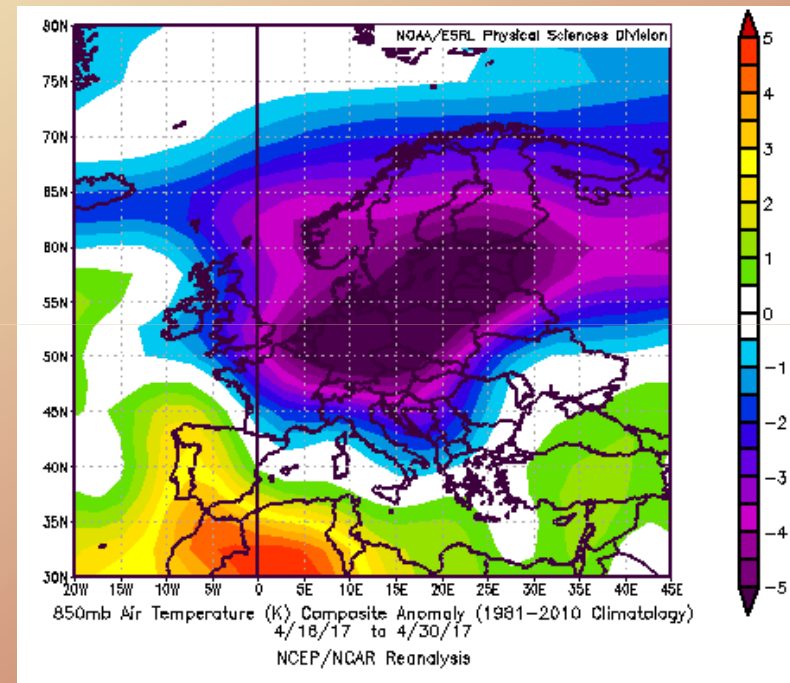 NOAA/ESRL Physical Sciences Division
80N
75N
70N
65N
60N
55N
50N
45N
40N
35N
30N
20W 15W 10W 5W 0 5E 10E 15E 20E 25E 30E 35E 40E 45E
5
4
3
2
1
0
-1
-2
-3
-4
-5
850mb Air Temperature (K) Composite Anomaly (1981-2010 Climatology)
4/16/17 to 4/30/17
NCEP/NCAR Reanalysis